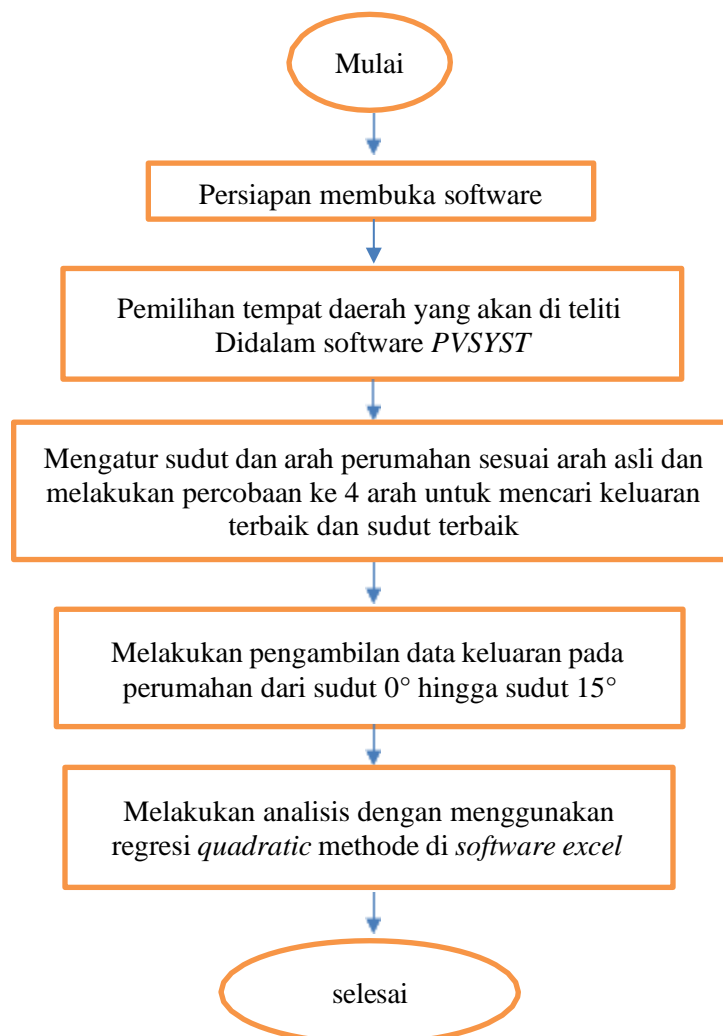 Mulai
Persiapan membuka software
Pemilihan tempat daerah yang akan di teliti
Didalam software PVSYST
Mengatur sudut dan arah perumahan sesuai arah asli dan
melakukan percobaan ke 4 arah untuk mencari keluaran
terbaik dan sudut terbaik
Melakukan pengambilan data keluaran pada
perumahan dari sudut 0° hingga sudut 15°
Melakukan analisis dengan menggunakan
regresi quadratic methode di software excel
selesai